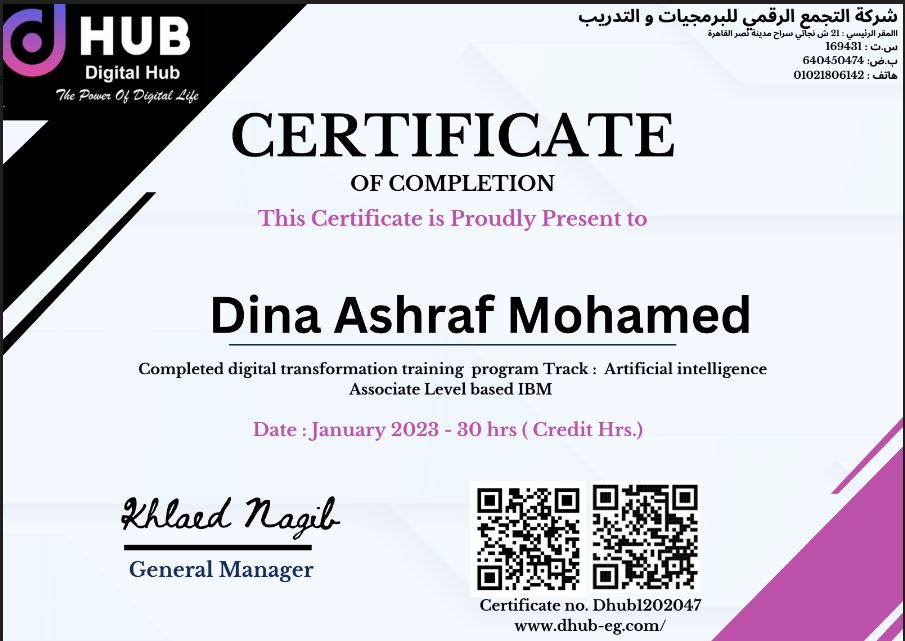 HUB
Digital Hub
The Power Of Digital Life
شركة التجمع الرقمي للبرمجيات و التدريب
المقر الرئيسي : 21 ش نجاتي سراج مدينة نصر القاهرة
س.ت : 169431
ب.ض: 640450474
هاتف : 01021806142
CERTIFICATE
OF COMPLETION
This Certificate is Proudly Present to
Dina Ashraf Mohamed
Completed digital transformation training program Track : Artificial intelligence
Associate Level based IBM
Date : January 2023 - 30 hrs ( Credit Hrs.)
Khlaed Nagib
General Manager
Certificate no. Dhub1202047
www.dhub-eg.com/